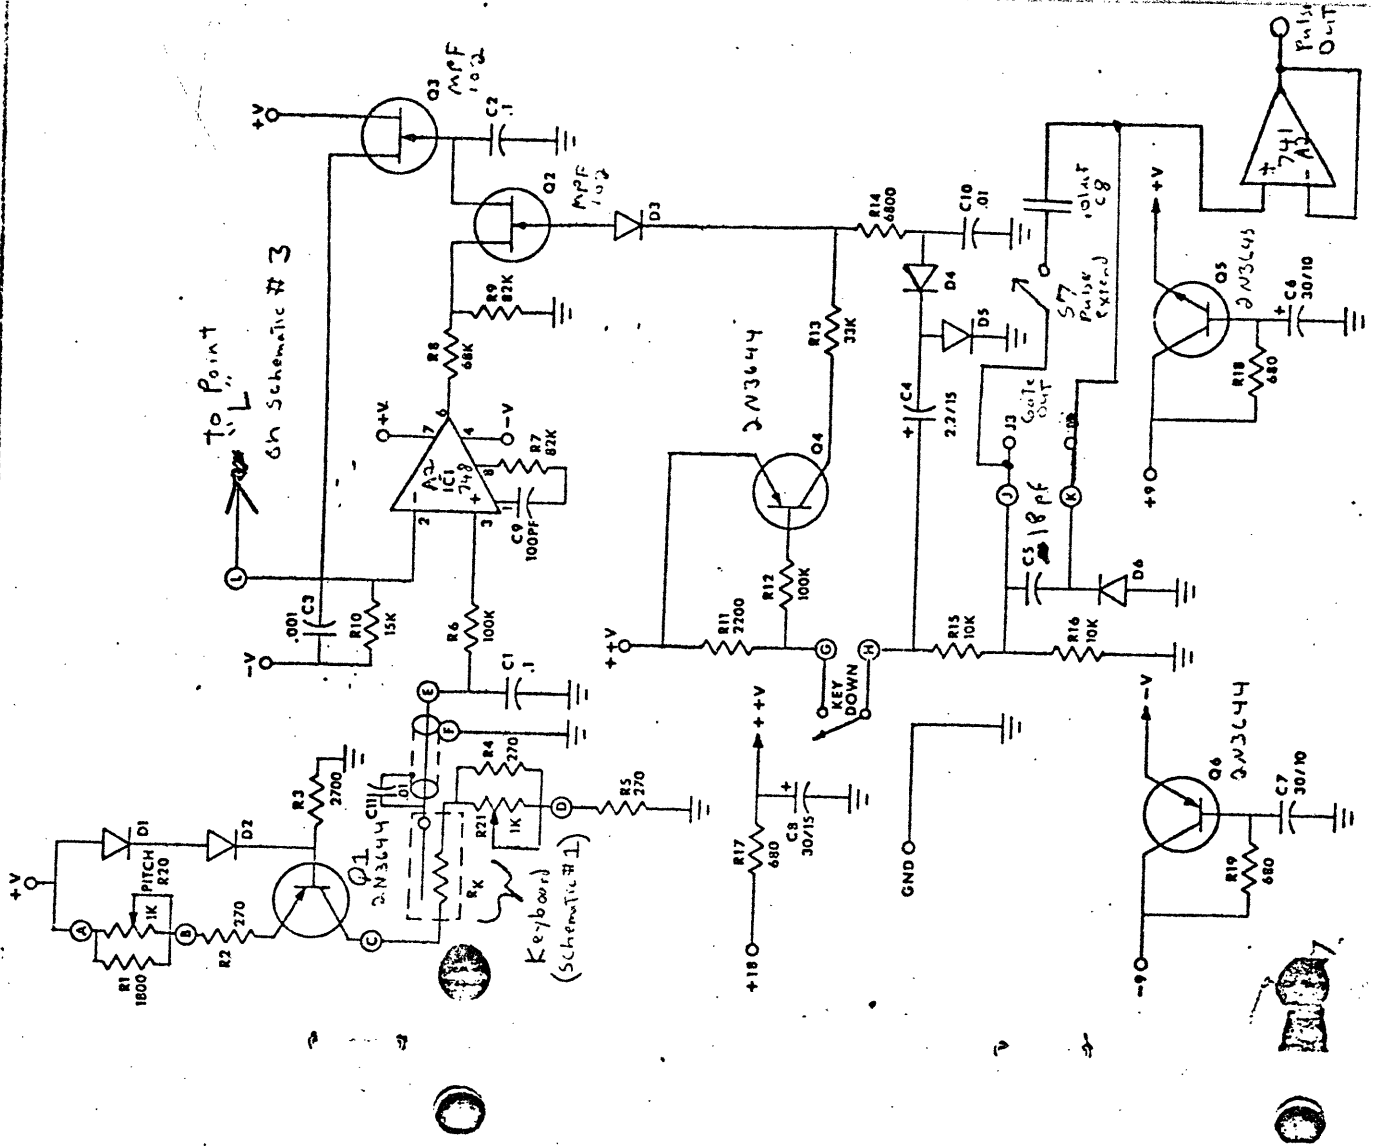 +V
D1
D2
PITCH
R20
1K
A
B
R1
1800
R2
270
R3
2700
Q1
2N3644
C
RK
Keyboard
(Schematic #1)
C11
.01
R21
1K
R4
270
D
R5
270
E
F
C1
.1
R6
100K
-V
.001
C3
R10
15K
L
To Point
"L"
on Schematic #3
2
3
A2
IC1
748
-
+
7
+V
6
4
-V
8
1
R7
82K
C9
100PF
R8
68K
R9
82K
+V
Q3
MPF
102
C2
.1
Q2
MPF
102
D3
++V
R11
2200
R12
100K
Q4
2N3644
R13
33K
R14
6800
C10
.01
D4
D5
C4
+
2.2/15
G
H
KEY
DOWN
R15
10K
R16
10K
C5
18pf
D6
J
K
J3
Gate
Out
S7
Pulse
extend
.01mf
C8
+
741
A2
-
Pulse
Out
+18
R17
680
++V
+
C8
30/15
GND
+9
R18
680
Q5
2N3643
+V
+
C6
30/10
-9
R19
680
Q6
2N3644
-V
C7
30/10